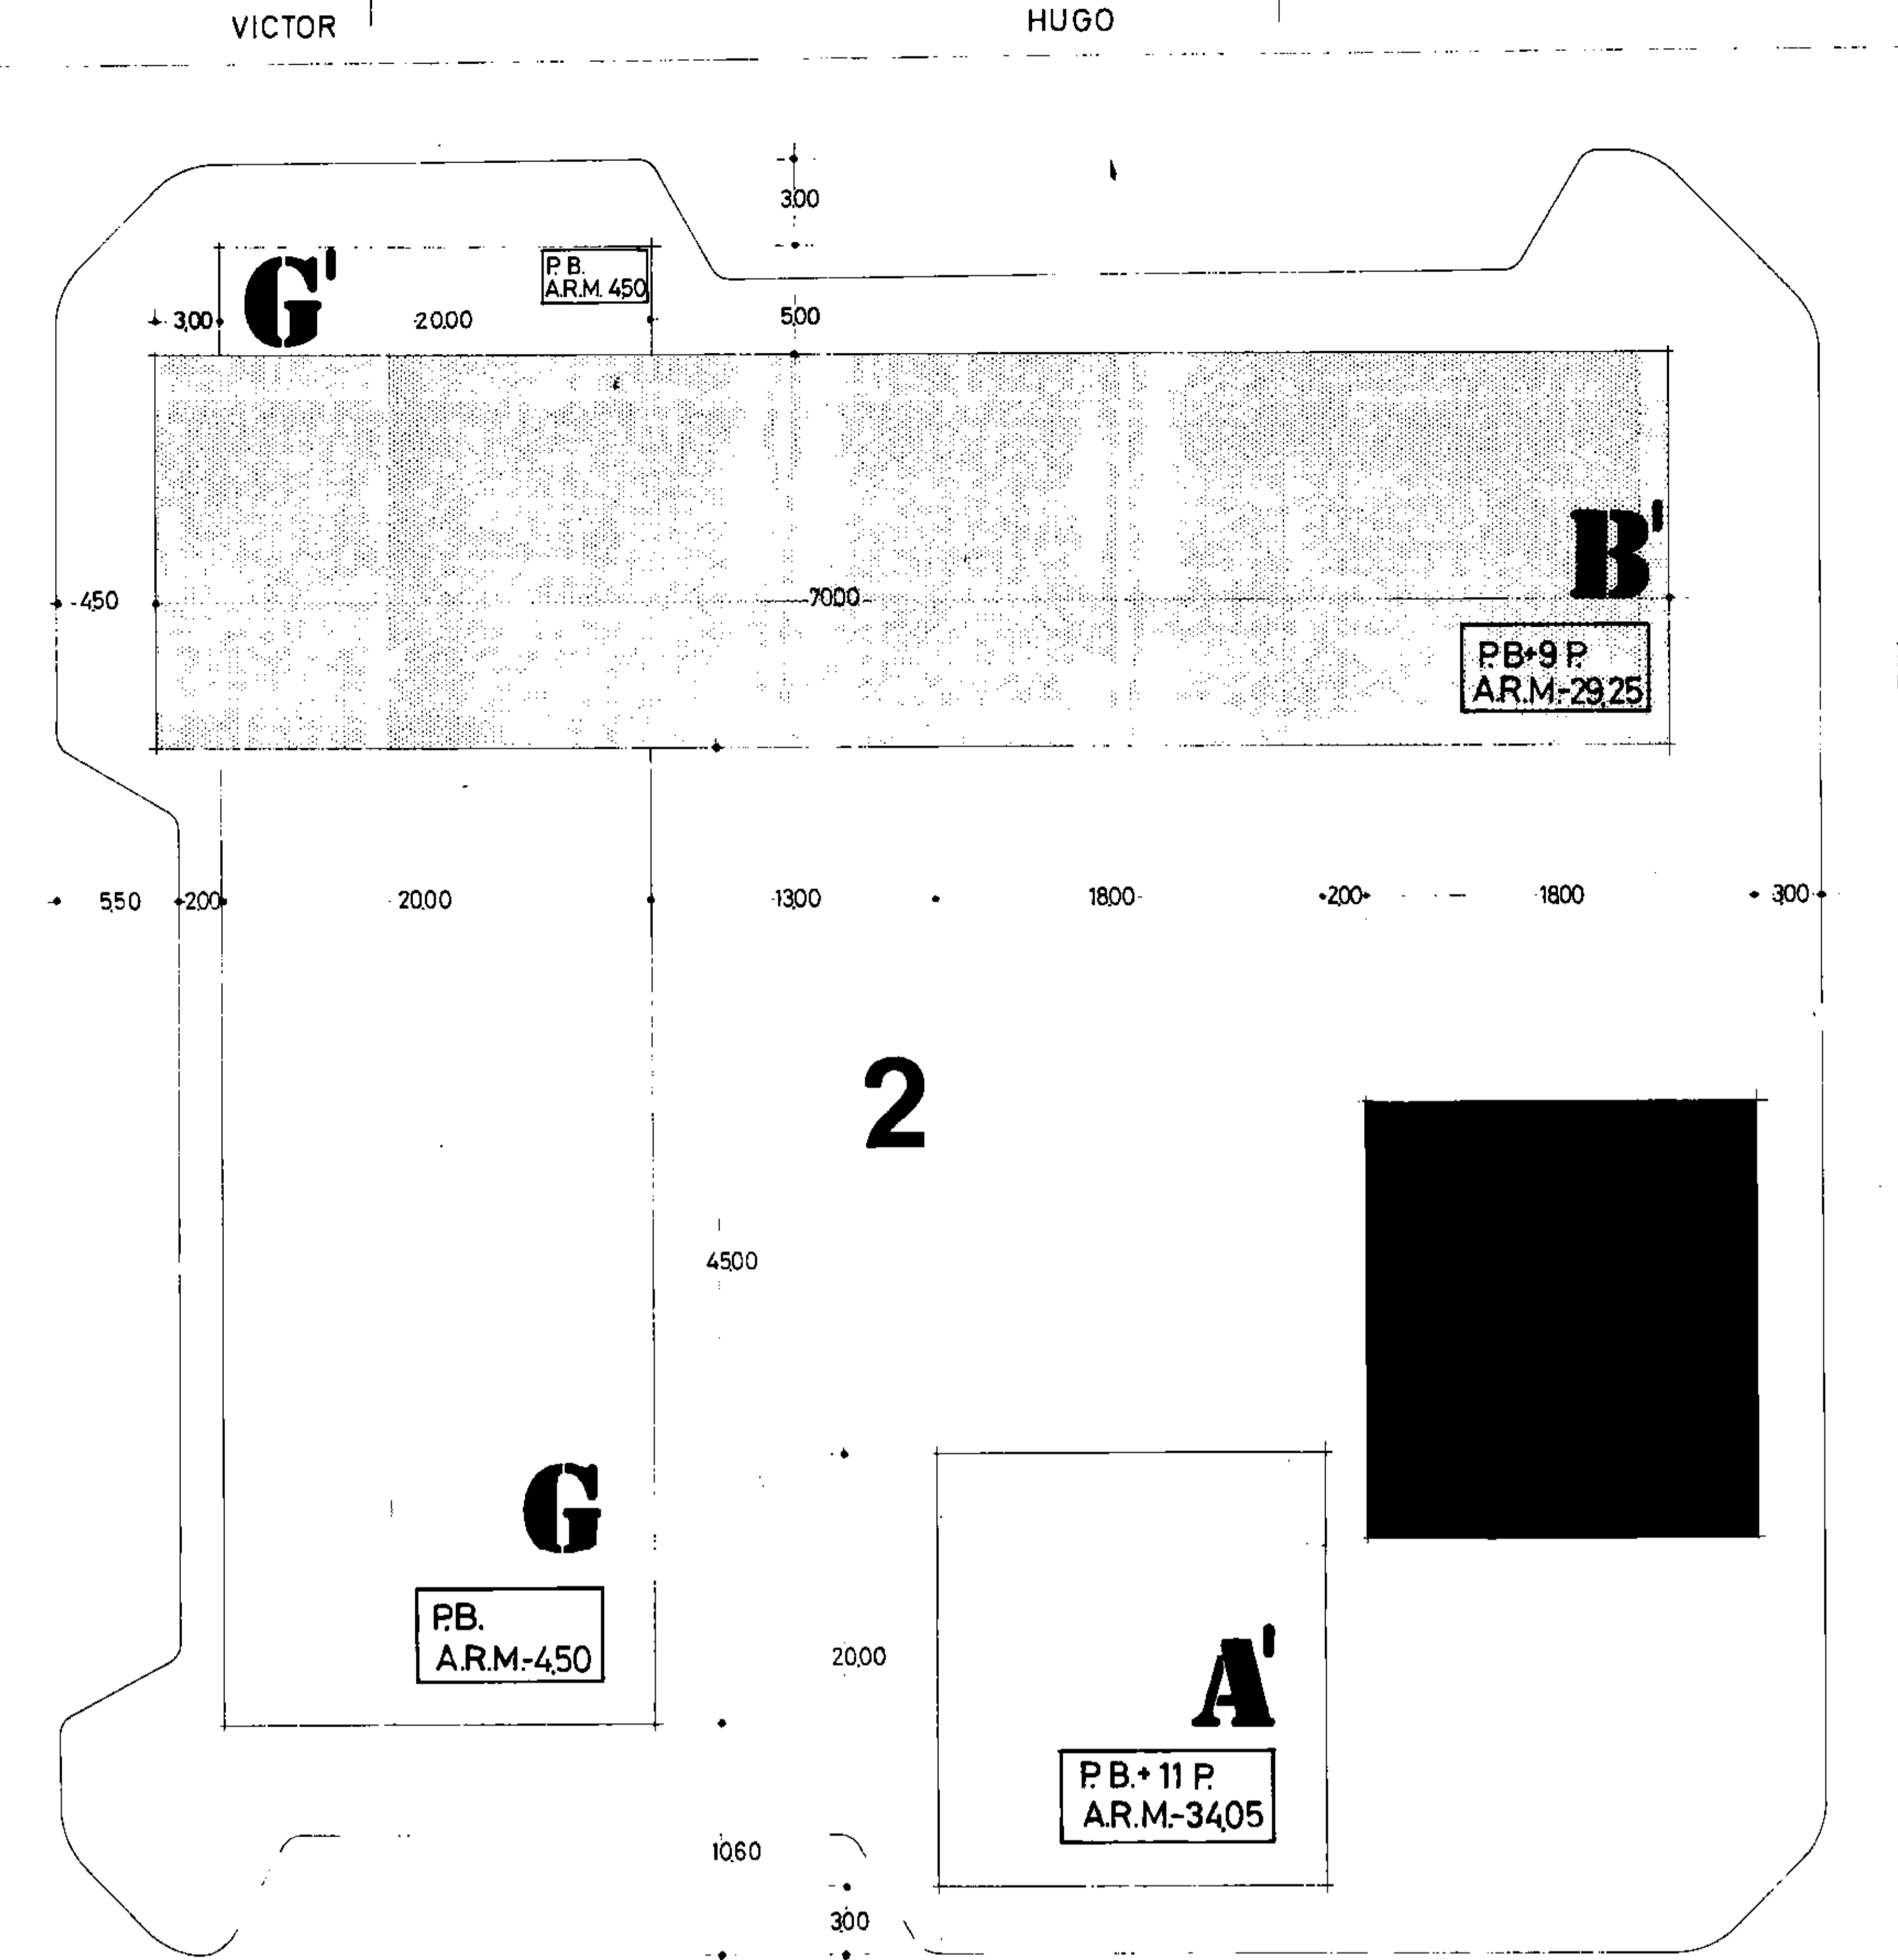 VICTOR HUGO
3,00
G'
P.B.
A.R.M. 4,50
3,00 20,00 5,00
B'
4,50 70,00
P.B+9 P.
A.R.M-29,25
5,50 2,00 20,00 13,00 18,00 2,00 18,00 3,00
2
45,00
G
P.B.
A.R.M.-4,50
20,00
A'
P.B.+11 P.
A.R.M.-34,05
10,60
3,00